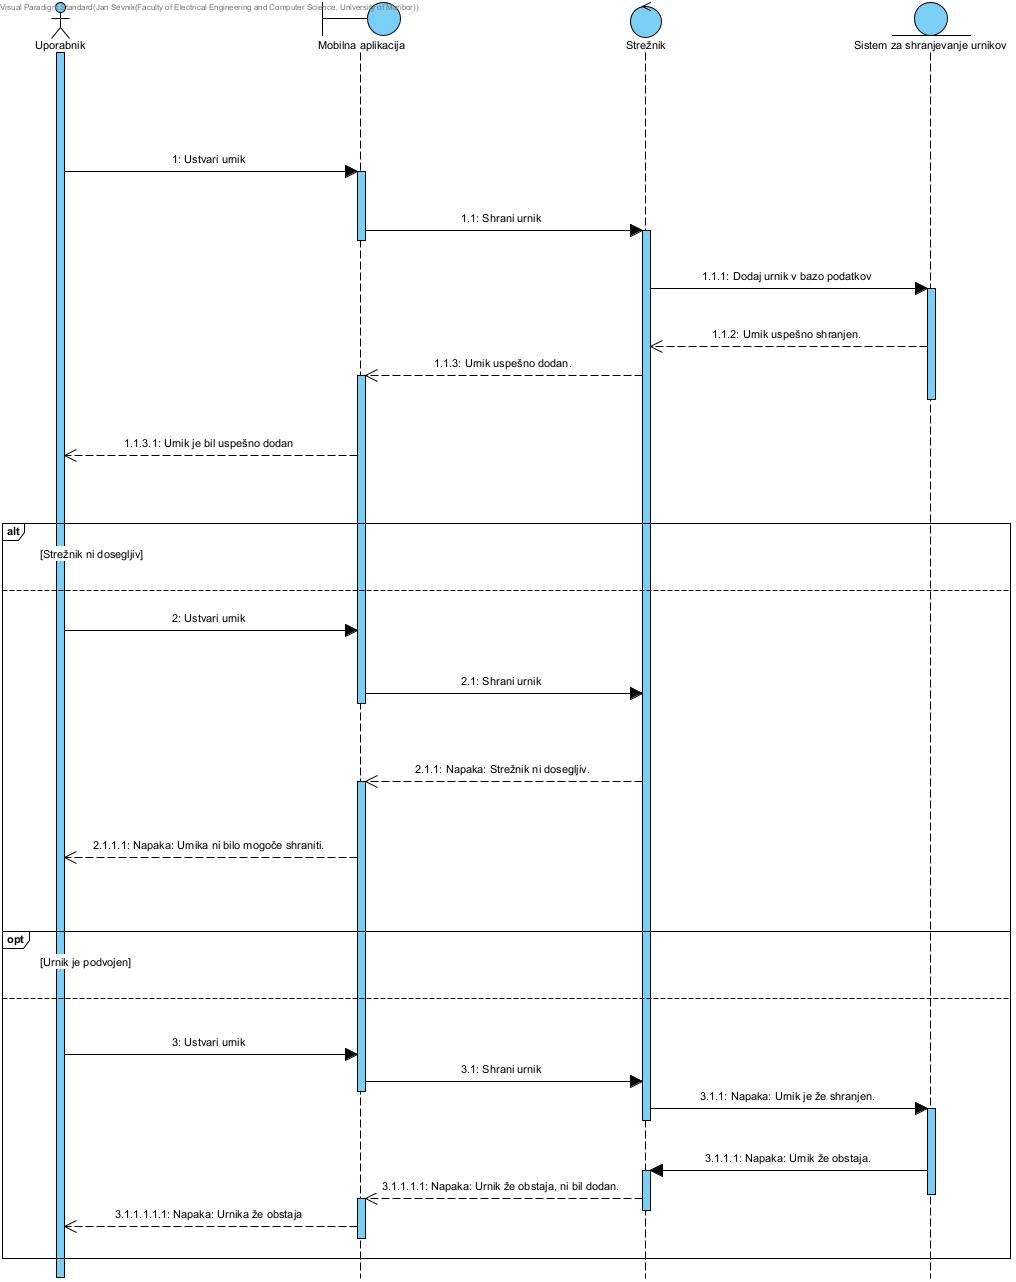 Visual Paradigm Standard(Jan Sevnik(Faculty of Electrical Engineering and Computer Science, University of Maribor))
Uporabnik
Mobilna aplikacija
Strežnik
Sistem za shranjevanje urnikov
1: Ustvari urnik
1.1: Shrani urnik
1.1.1: Dodaj urnik v bazo podatkov
1.1.2: Urnik uspešno shranjen.
1.1.3: Urnik uspešno dodan.
1.1.3.1: Urnik je bil uspešno dodan
alt
[Strežnik ni dosegljiv]
2: Ustvari urnik
2.1: Shrani urnik
2.1.1: Napaka: Strežnik ni dosegljiv.
2.1.1.1: Napaka: Urnika ni bilo mogoče shraniti.
opt
[Urnik je podvojen]
3: Ustvari urnik
3.1: Shrani urnik
3.1.1: Napaka: Urnik je že shranjen.
3.1.1.1: Napaka: Urnik že obstaja.
3.1.1.1.1: Napaka: Urnik že obstaja, ni bil dodan.
3.1.1.1.1.1: Napaka: Urnika že obstaja